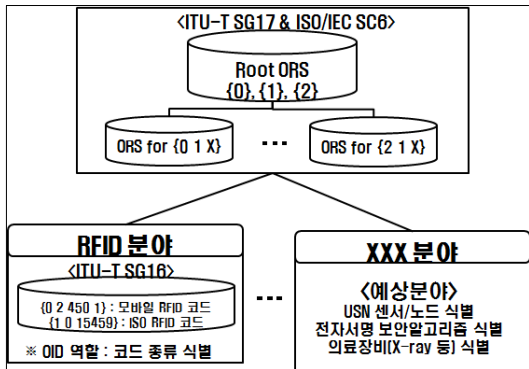 <ITU-T SG17 & ISO/IEC SC6>
Root ORS
{0}, {1}, {2}
ORS for {0 1 X}
...
ORS for {2 1 X}
RFID 분야
<ITU-T SG16>
{0 2 450 1} : 모바일 RFID 코드
{1 0 15459} : ISO RFID 코드
※ OID 역할 : 코드 종류 식별
...
XXX 분야
<예상분야>
USN 센서/노드 식별
전자서명 보안알고리즘 식별
의료장비(X-ray 등) 식별